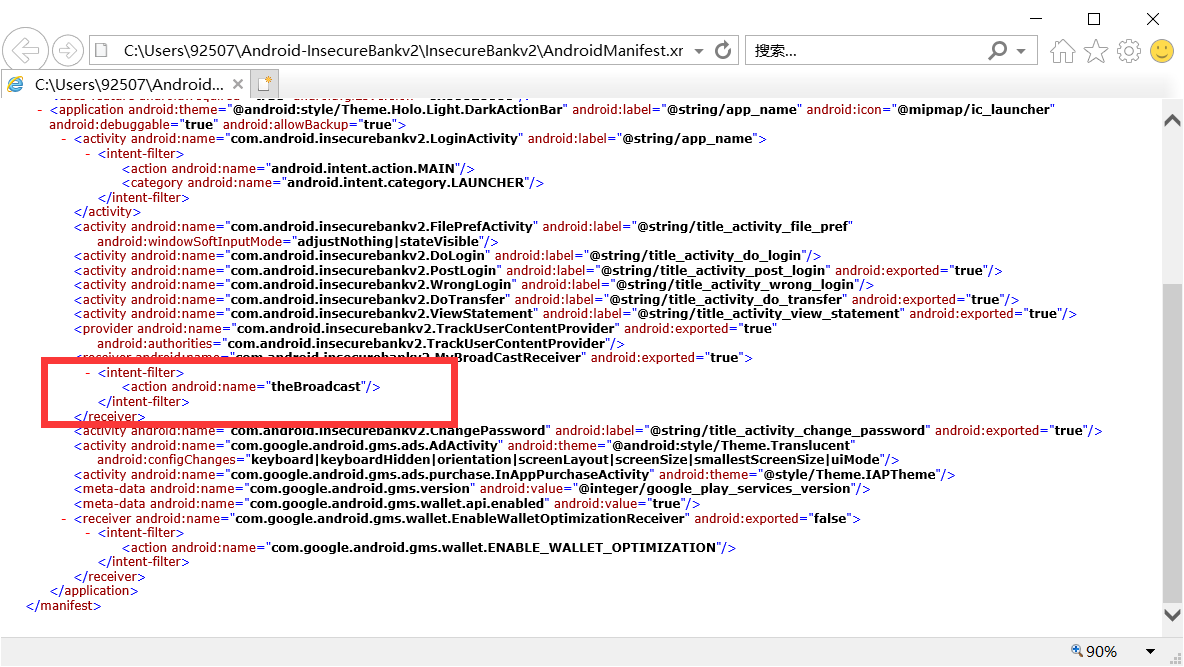 C:\Users\92507\Android-InsecureBankv2\InsecureBankv2\AndroidManifest.xr
搜索...
C:\Users\92507\Android...
- <application android:theme="@android:style/Theme.Holo.Light.DarkActionBar" android:label="@string/app_name" android:icon="@mipmap/ic_launcher"
android:debuggable="true" android:allowBackup="true">
- <activity android:name="com.android.insecurebankv2.LoginActivity" android:label="@string/app_name">
- <intent-filter>
<action android:name="android.intent.action.MAIN"/>
<category android:name="android.intent.category.LAUNCHER"/>
</intent-filter>
</activity>
<activity android:name="com.android.insecurebankv2.FilePrefActivity" android:label="@string/title_activity_file_pref"
android:windowSoftInputMode="adjustNothing|stateVisible"/>
<activity android:name="com.android.insecurebankv2.DoLogin" android:label="@string/title_activity_do_login"/>
<activity android:name="com.android.insecurebankv2.PostLogin" android:label="@string/title_activity_post_login" android:exported="true"/>
<activity android:name="com.android.insecurebankv2.WrongLogin" android:label="@string/title_activity_wrong_login"/>
<activity android:name="com.android.insecurebankv2.DoTransfer" android:label="@string/title_activity_do_transfer" android:exported="true"/>
<activity android:name="com.android.insecurebankv2.ViewStatement" android:label="@string/title_activity_view_statement" android:exported="true"/>
<provider android:name="com.android.insecurebankv2.TrackUserContentProvider" android:exported="true"
android:authorities="com.android.insecurebankv2.TrackUserContentProvider"/>
<receiver android:name="com.android.insecurebankv2.MyBroadCastReceiver" android:exported="true">
- <intent-filter>
<action android:name="theBroadcast"/>
</intent-filter>
</receiver>
<activity android:name="com.android.insecurebankv2.ChangePassword" android:label="@string/title_activity_change_password" android:exported="true"/>
<activity android:name="com.google.android.gms.ads.AdActivity" android:theme="@android:style/Theme.Translucent"
android:configChanges="keyboard|keyboardHidden|orientation|screenLayout|screenSize|smallestScreenSize|uiMode"/>
<activity android:name="com.google.android.gms.ads.purchase.InAppPurchaseActivity" android:theme="@style/Theme.IAPTheme"/>
<meta-data android:name="com.google.android.gms.version" android:value="@integer/google_play_services_version"/>
<meta-data android:name="com.google.android.gms.wallet.api.enabled" android:value="true"/>
- <receiver android:name="com.google.android.gms.wallet.EnableWalletOptimizationReceiver" android:exported="false">
- <intent-filter>
<action android:name="com.google.android.gms.wallet.ENABLE_WALLET_OPTIMIZATION"/>
</intent-filter>
</receiver>
</application>
</manifest>
90%